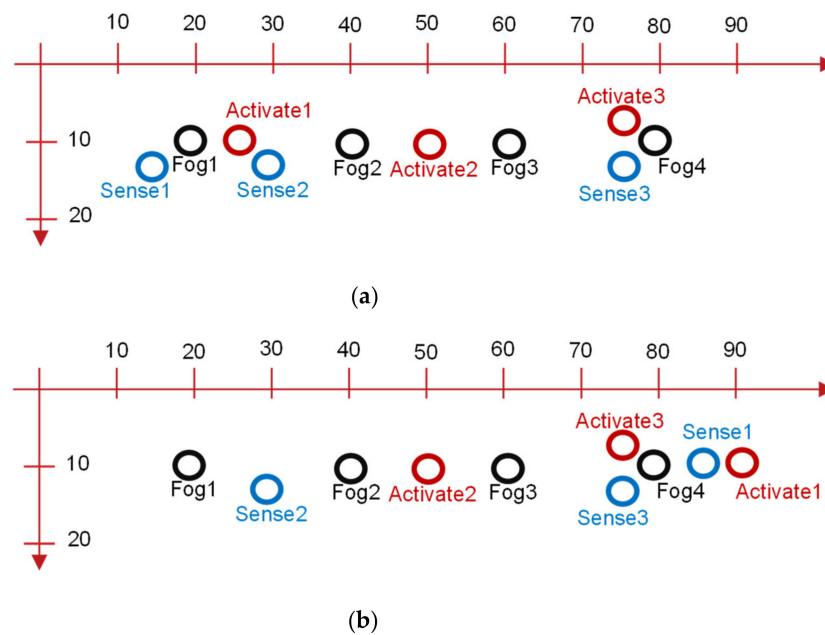 10 20 30 40 50 60 70 80 90
Activate3
Activate1
10
Fog1 Fog2 Activate2 Fog3 Fog4
Sense1 Sense2 Sense3
20
(a)
10 20 30 40 50 60 70 80 90
Activate3 Sense1
10
Fog1 Fog2 Activate2 Fog3 Fog4 Activate1
Sense2 Sense3
20
(b)